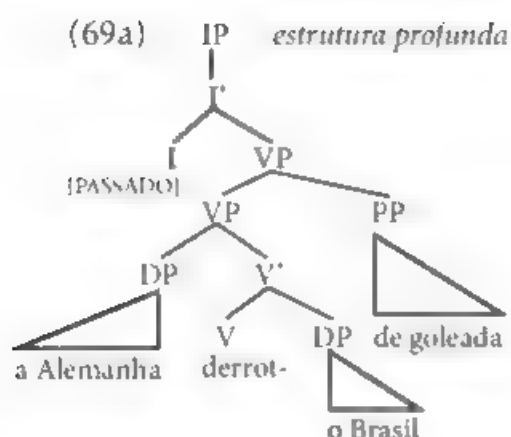 (69a) IP estrutura profunda
I'
I VP
[PASSADO]
VP PP
DP V'
V DP de goleada
a Alemanha derrot-
o Brasil